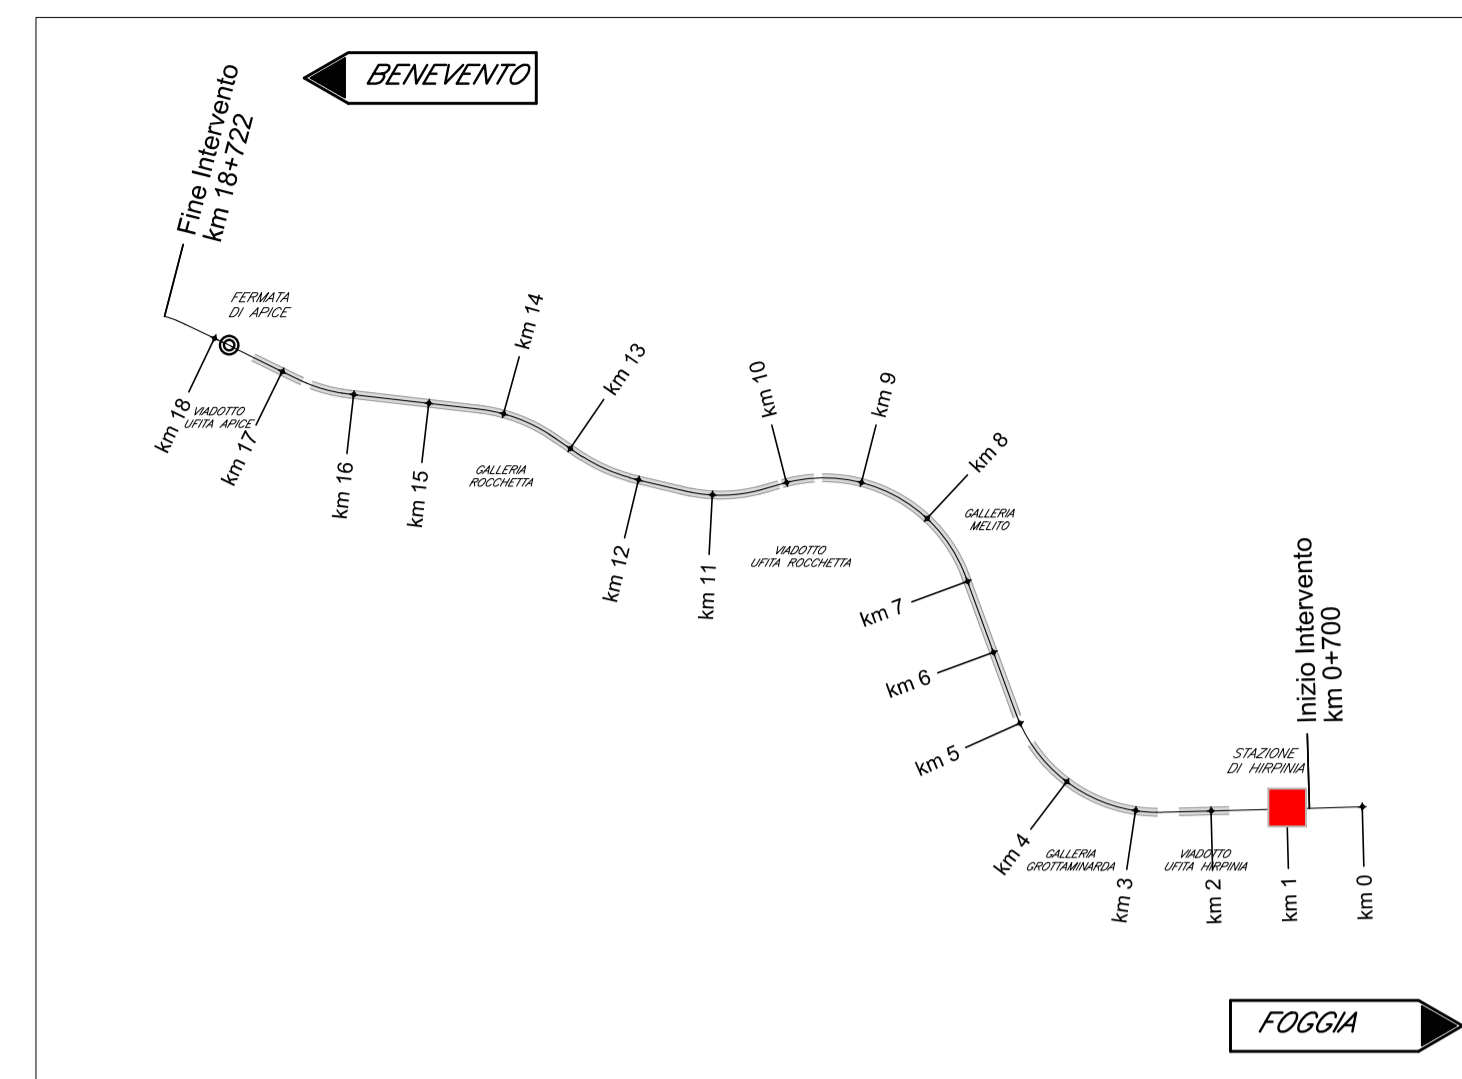 BENEVENTO
Fine Intervento
km 18+722
FERMATA
DI APICE
km 18
VIADOTTO
UFITA APICE
km 17
km 16
km 15
km 14
GALLERIA
ROCCHETTA
km 13
km 12
km 11
km 10
VIADOTTO
UFITA ROCCHETTA
km 9
km 8
GALLERIA
MELITO
km 7
km 6
km 5
km 4
GALLERIA
GROTTAMINARDA
km 3
VIADOTTO
UFITA HIRPINIA
km 2
STAZIONE
DI HIRPINIA
km 1
Inizio Intervento
km 0+700
km 0
FOGGIA